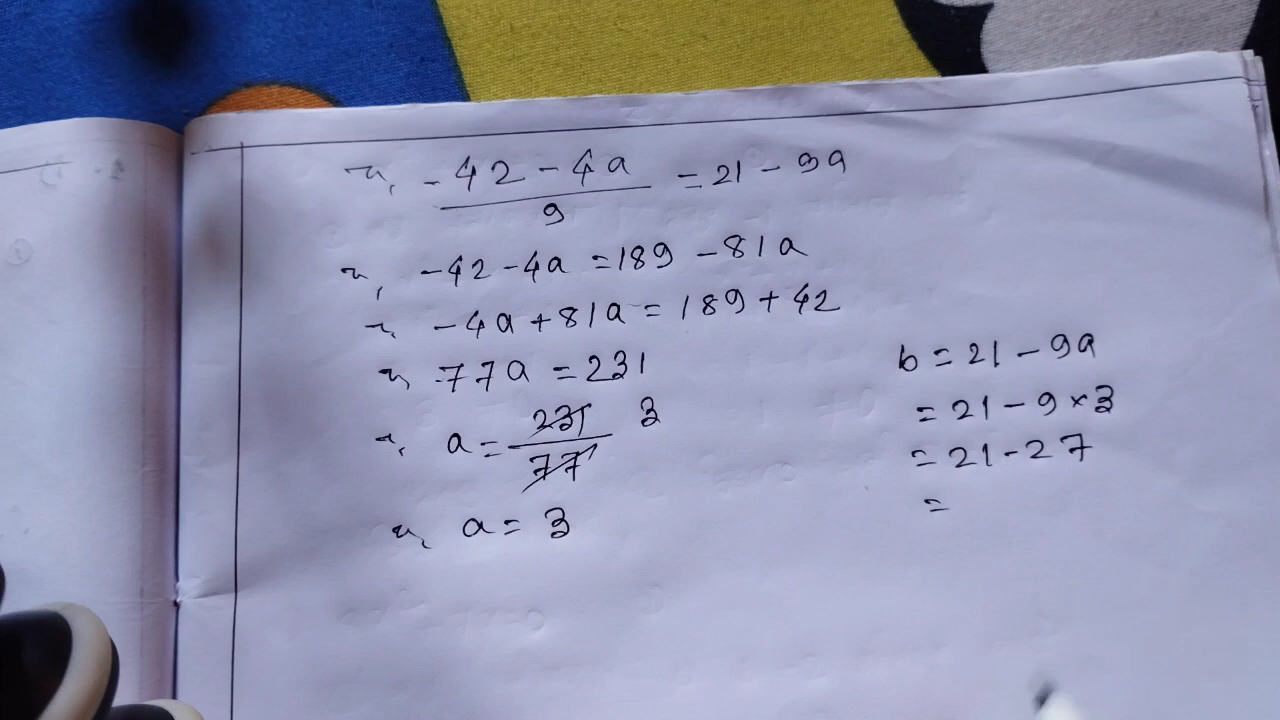 -42-4a/9 = 21-9a
-42-4a = 189-81a
-4a+81a = 189+42
77a = 231
a = 231/77 3
a = 3
b = 21-9a
= 21-9×3
= 21-27
=